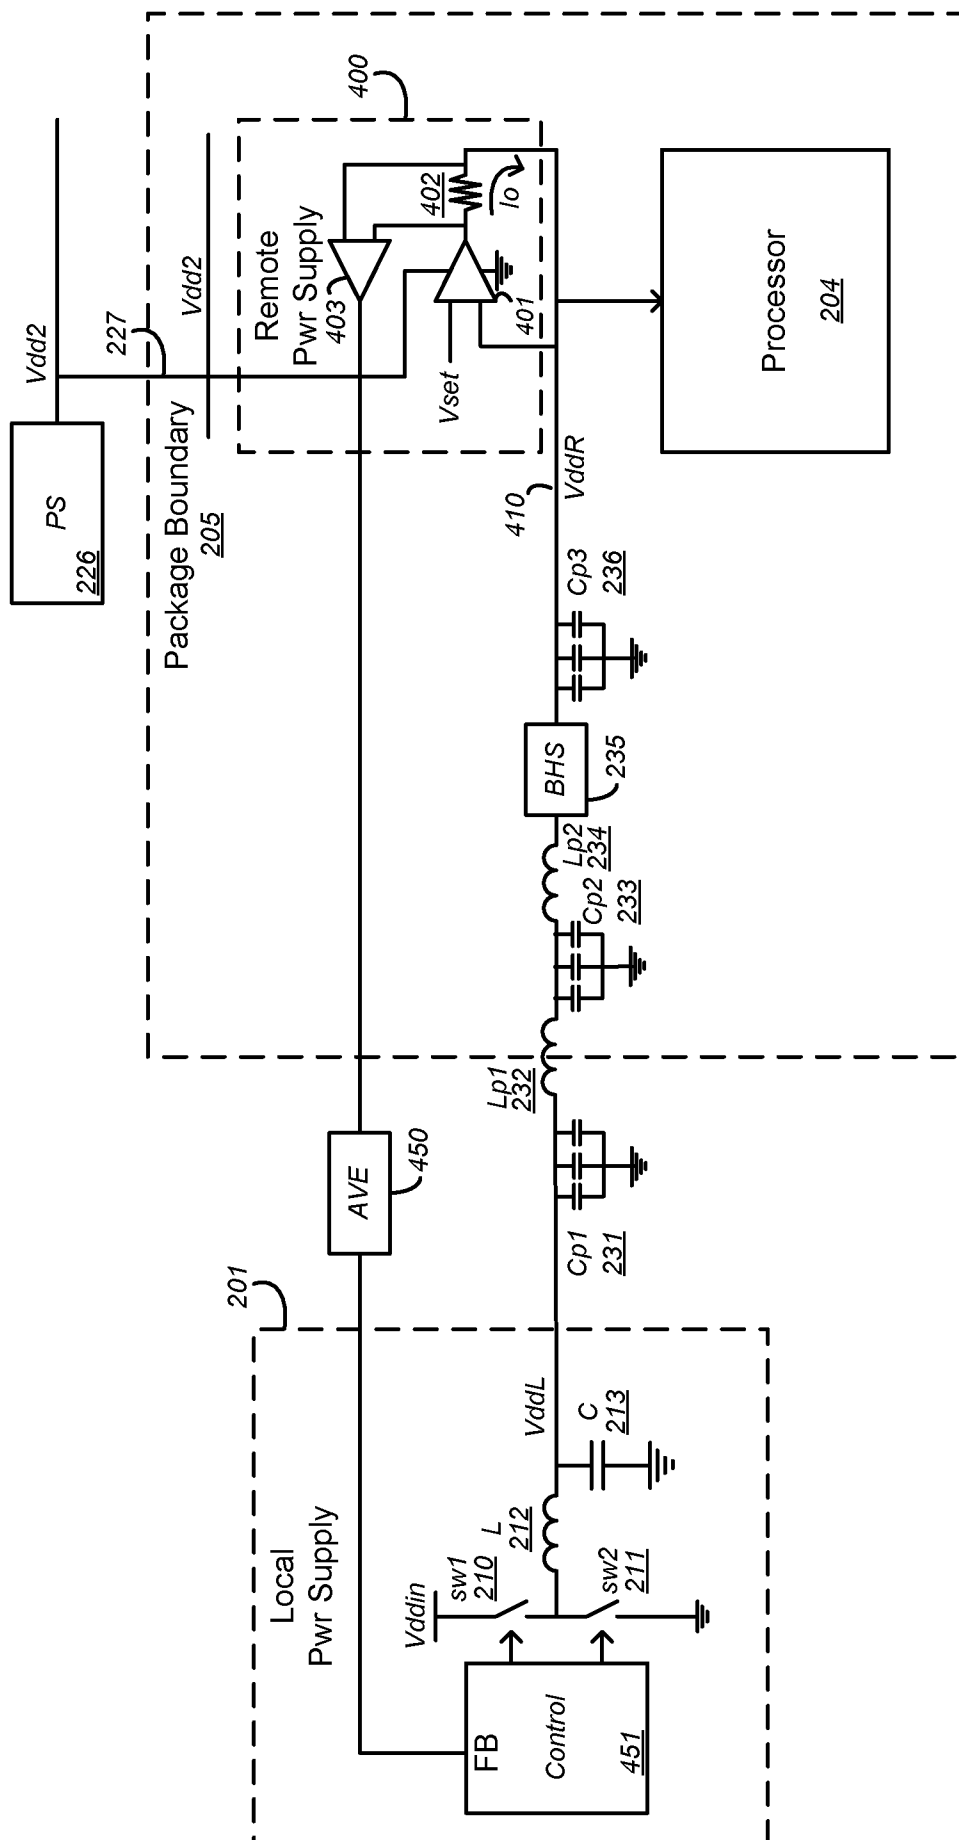 Local
Pwr Supply
201
FB
Control
451
Vddin
sw1
210
sw2
211
L
212
VddL
C
213
AVE
450
Cp1
231
Lp1
232
Cp2
233
Lp2
234
BHS
235
Cp3
236
410
VddR
Package Boundary
205
PS
226
Vdd2
227
Vdd2
Remote
Pwr Supply
400
403
402
Io
Vset
401
Processor
204